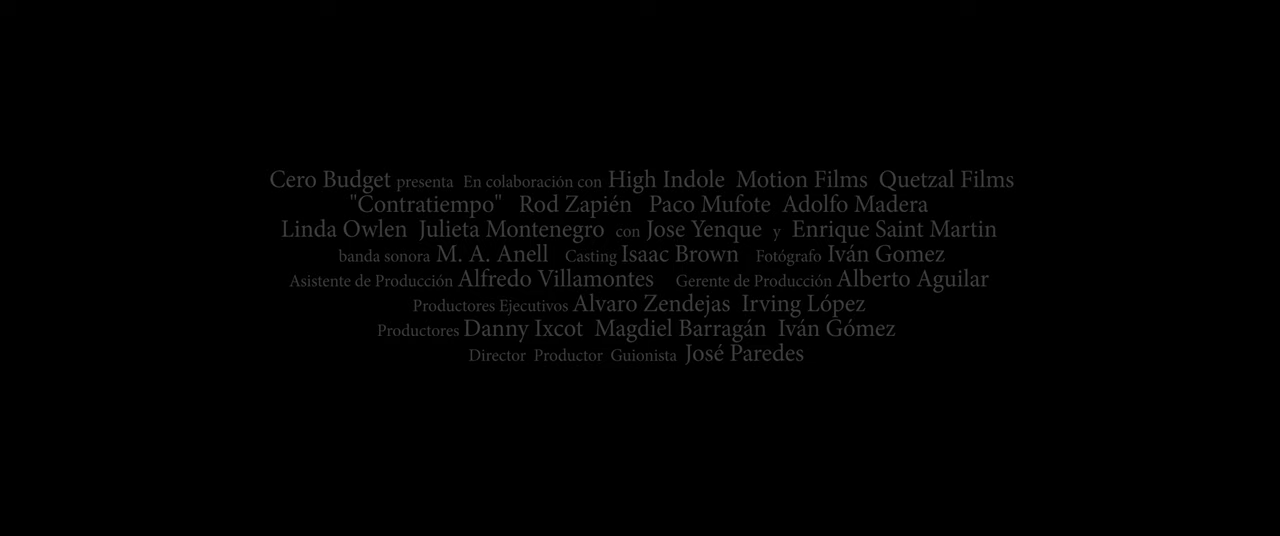 Cero Budget presenta En colaboración con High Indole Motion Films Quetzal Films
"Contratiempo" Rod Zapién Paco Mufote Adolfo Madera
Linda Owlen Julieta Montenegro con Jose Yenque y Enrique Saint Martin
banda sonora M. A. Anell Casting Isaac Brown Fotógrafo Iván Gomez
Asistente de Producción Alfredo Villamontes Gerente de Producción Alberto Aguilar
Productores Ejecutivos Alvaro Zendejas Irving López
Productores Danny Ixcot Magdiel Barragán Iván Gómez
Director Productor Guionista José Paredes